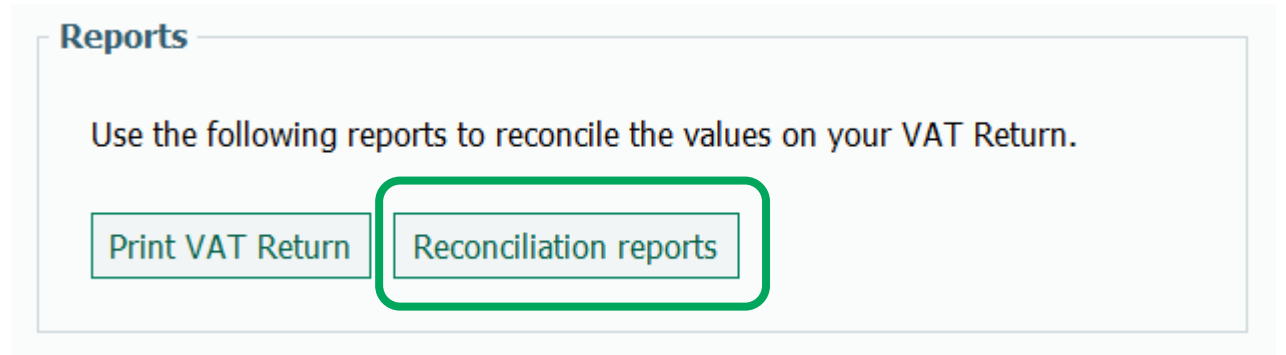 Reports
Use the following reports to reconcile the values on your VAT Return.
Print VAT Return Reconciliation reports